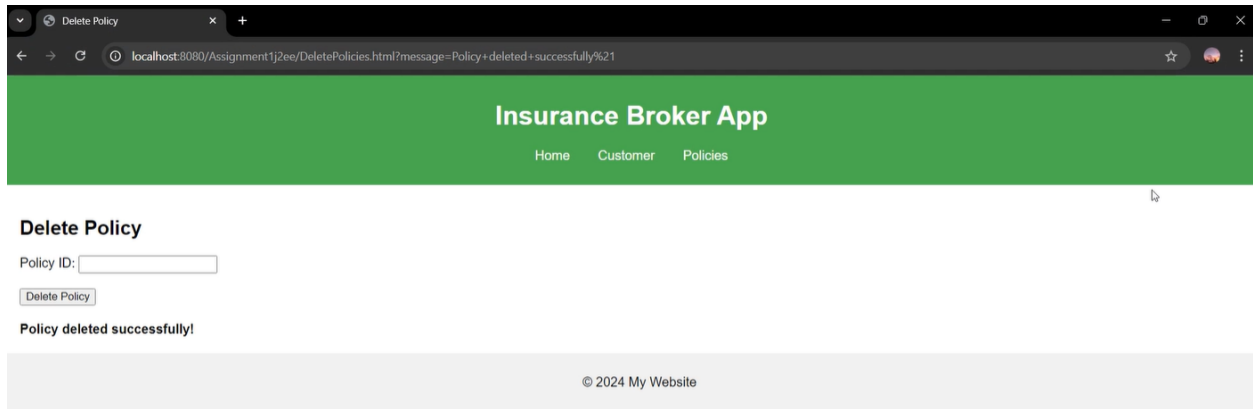 Delete Policy
localhost:8080/Assignment1j2ee/DeletePolicies.html?message=Policy+deleted+successfully%21
Insurance Broker App
Home Customer Policies
Delete Policy
Policy ID:
Delete Policy
Policy deleted successfully!
© 2024 My Website